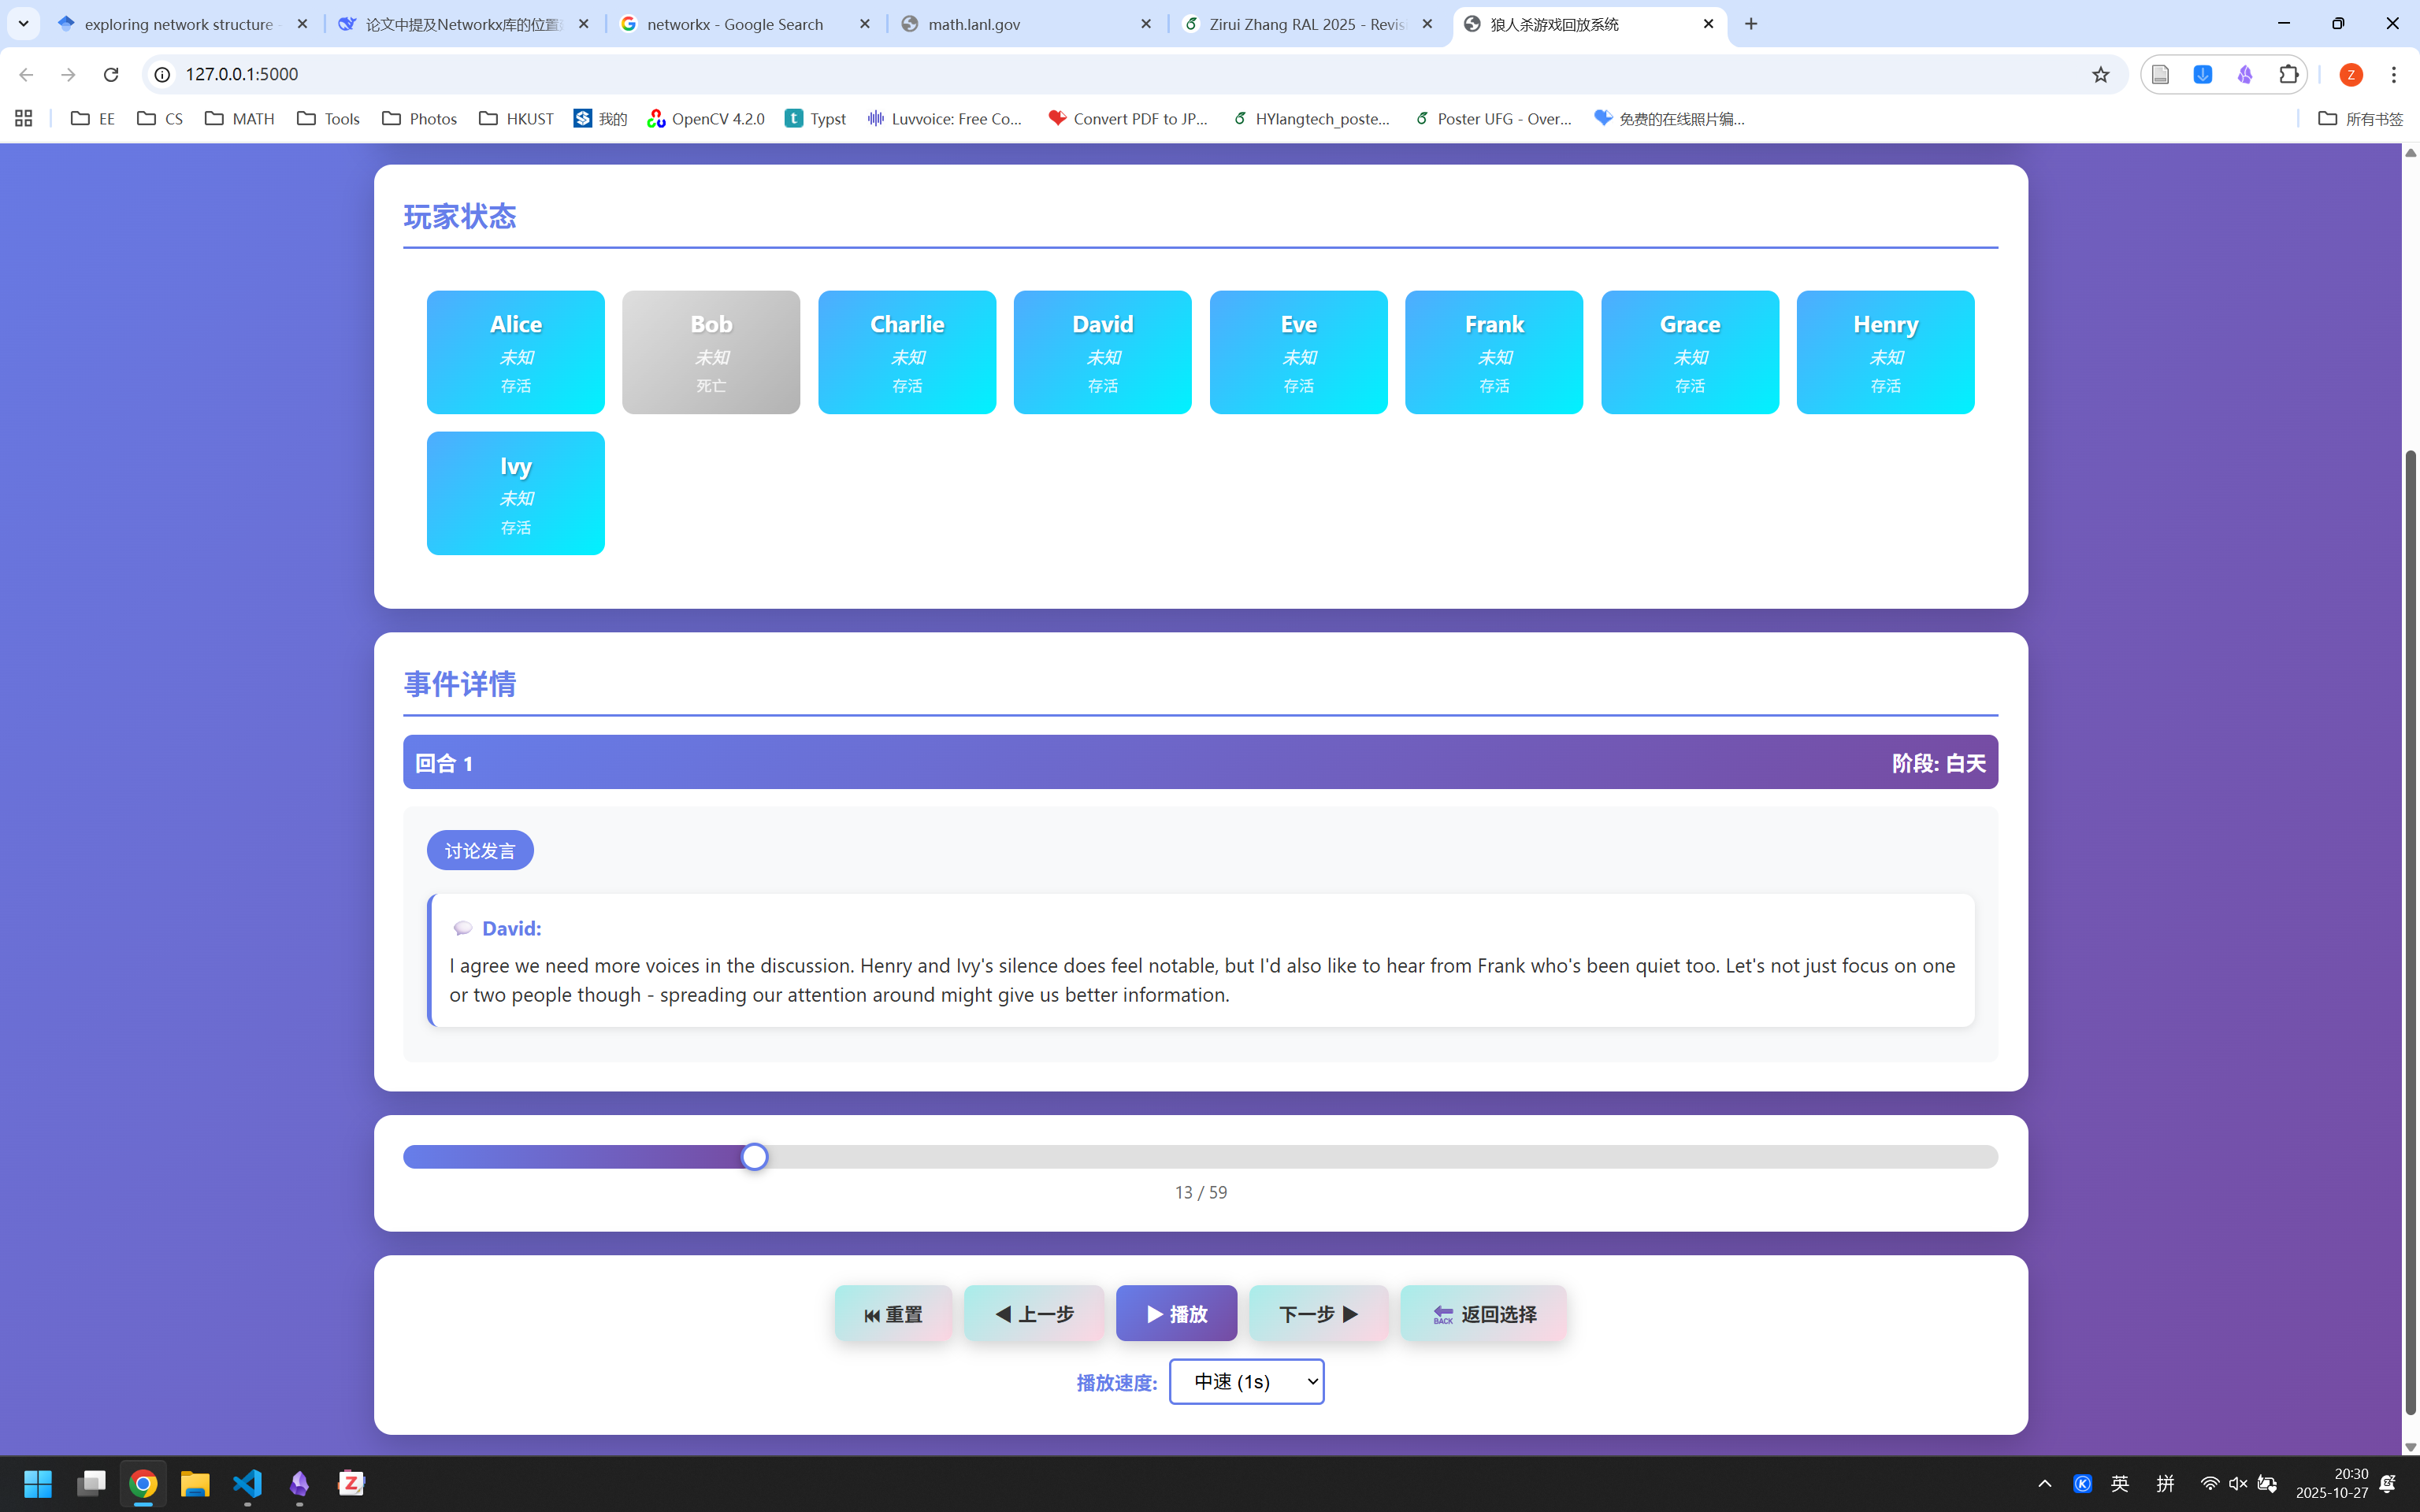 exploring network structure
论文中提及Networkx库的位置
networkx - Google Search
math.lanl.gov
Zirui Zhang RAL 2025 - Revis
狼人杀游戏回放系统
127.0.0.1:5000
Z
EE
CS
MATH
Tools
Photos
HKUST
我的
OpenCV 4.2.0
Typst
Luvvoice: Free Co...
Convert PDF to JP...
HYlangtech_poste...
Poster UFG - Over...
免费的在线照片编...
所有书签
玩家状态
Alice
未知
存活
Bob
未知
死亡
Charlie
未知
存活
David
未知
存活
Eve
未知
存活
Frank
未知
存活
Grace
未知
存活
Henry
未知
存活
Ivy
未知
存活
事件详情
回合 1
阶段: 白天
讨论发言
David:
I agree we need more voices in the discussion. Henry and Ivy's silence does feel notable, but I'd also like to hear from Frank who's been quiet too. Let's not just focus on one
or two people though - spreading our attention around might give us better information.
13 / 59
⏮ 重置
◀ 上一步
▶ 播放
下一步 ▶
BACK 返回选择
播放速度:
中速 (1s)
英
拼
20:30
2025-10-27